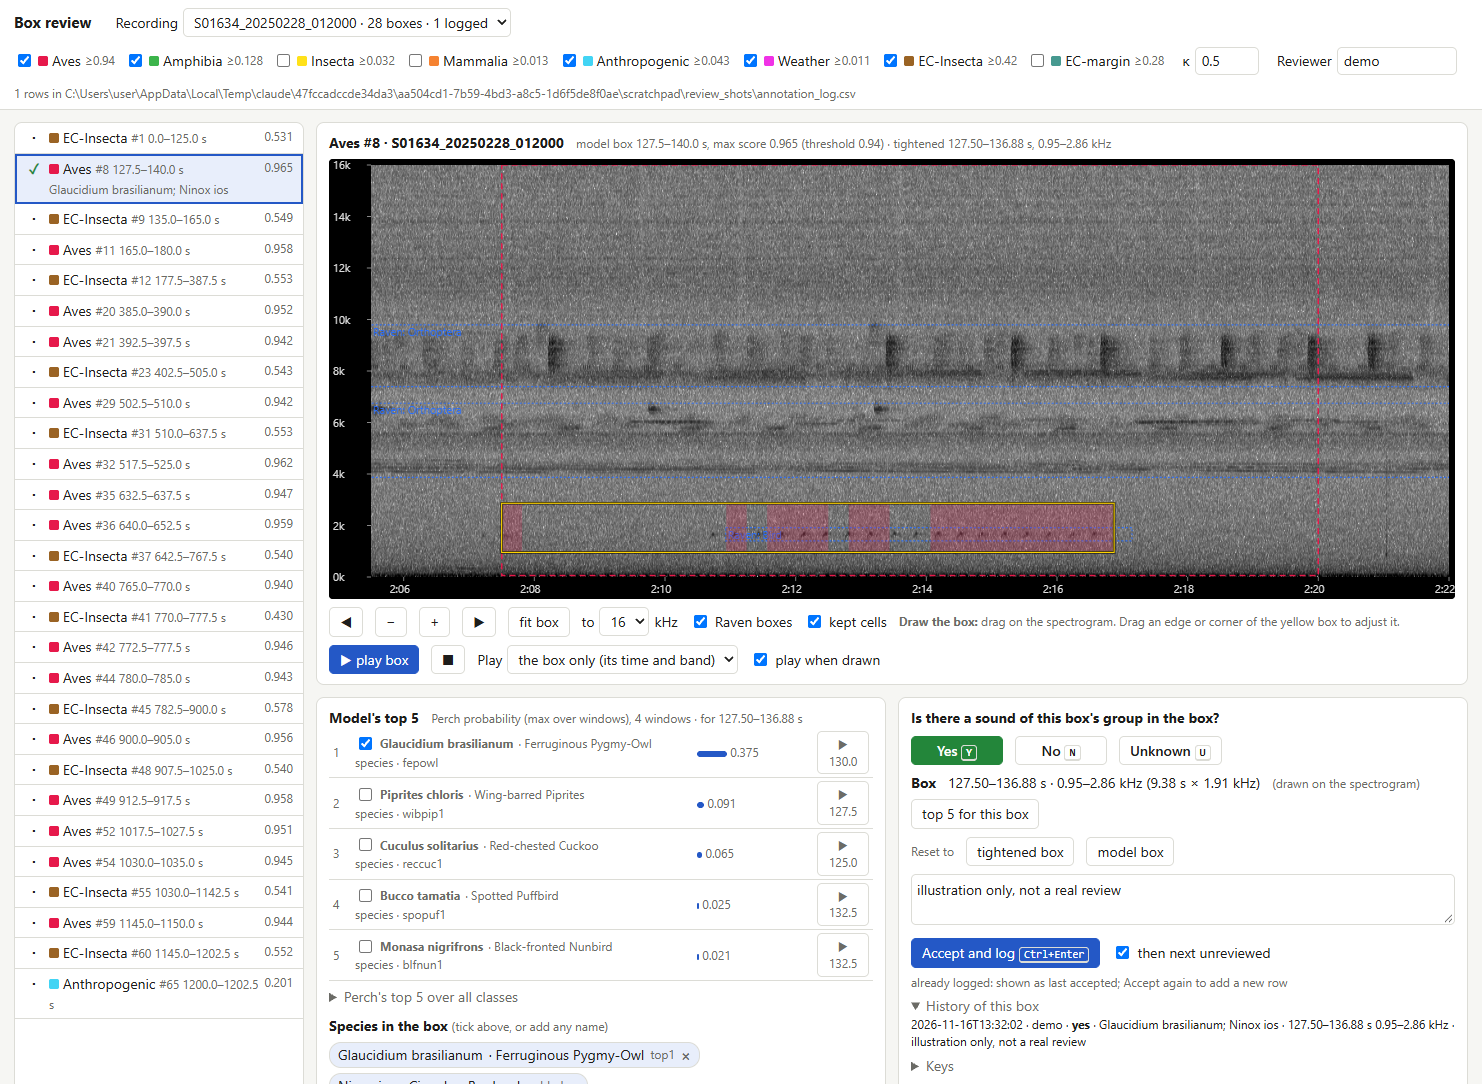 Box review Recording S01634_20250228_012000 · 28 boxes · 1 logged
Aves ≥0.94 Amphibia ≥0.128 Insecta ≥0.032 Mammalia ≥0.013 Anthropogenic ≥0.043 Weather ≥0.011 EC-Insecta ≥0.42 EC-margin ≥0.28 κ 0.5 Reviewer demo
1 rows in C:\Users\user\AppData\Local\Temp\claude\47fccadccde34da3\aa504cd1-7b59-4bd3-a8c5-1d6f5de8f0ae\scratchpad\review_shots\annotation_log.csv
· EC-Insecta #1 0.0–125.0 s 0.531
✓ Aves #8 127.5–140.0 s 0.965
Glaucidium brasilianum; Ninox ios
· EC-Insecta #9 135.0–165.0 s 0.549
· Aves #11 165.0–180.0 s 0.958
· EC-Insecta #12 177.5–387.5 s 0.553
· Aves #20 385.0–390.0 s 0.952
· Aves #21 392.5–397.5 s 0.942
· EC-Insecta #23 402.5–505.0 s 0.543
· Aves #29 502.5–510.0 s 0.942
· EC-Insecta #31 510.0–637.5 s 0.553
· Aves #32 517.5–525.0 s 0.962
· Aves #35 632.5–637.5 s 0.947
· Aves #36 640.0–652.5 s 0.959
· EC-Insecta #37 642.5–767.5 s 0.540
· Aves #40 765.0–770.0 s 0.940
· EC-Insecta #41 770.0–777.5 s 0.430
· Aves #42 772.5–777.5 s 0.946
· Aves #44 780.0–785.0 s 0.943
· EC-Insecta #45 782.5–900.0 s 0.578
· Aves #46 900.0–905.0 s 0.956
· EC-Insecta #48 907.5–1025.0 s 0.540
· Aves #49 912.5–917.5 s 0.958
· Aves #52 1017.5–1027.5 s 0.951
· Aves #54 1030.0–1035.0 s 0.945
· EC-Insecta #55 1030.0–1142.5 s 0.541
· Aves #59 1145.0–1150.0 s 0.944
· EC-Insecta #60 1145.0–1202.5 s 0.552
· Anthropogenic #65 1200.0–1202.5 s 0.201
Aves #8 · S01634_20250228_012000 model box 127.5–140.0 s, max score 0.965 (threshold 0.94) · tightened 127.50–136.88 s, 0.95–2.86 kHz
16k
14k
12k
10k
8k
6k
4k
2k
0k
2:06 2:08 2:10 2:12 2:14 2:16 2:18 2:20 2:22
◀ − + ▶ fit box to 16 kHz Raven boxes kept cells Draw the box: drag on the spectrogram. Drag an edge or corner of the yellow box to adjust it.
▶ play box ■ Play the box only (its time and band) play when drawn
Model's top 5 Perch probability (max over windows), 4 windows · for 127.50–136.88 s
1 Glaucidium brasilianum · Ferruginous Pygmy-Owl 0.375 ▶ 130.0
species · fepowl
2 Piprites chloris · Wing-barred Piprites 0.091 ▶ 127.5
species · wibpip1
3 Cuculus solitarius · Red-chested Cuckoo 0.065 ▶ 125.0
species · reccuc1
4 Bucco tamatia · Spotted Puffbird 0.025 ▶ 132.5
species · spopuf1
5 Monasa nigrifrons · Black-fronted Nunbird 0.021 ▶ 132.5
species · blfnun1
▶ Perch's top 5 over all classes
Species in the box (tick above, or add any name)
Glaucidium brasilianum · Ferruginous Pygmy-Owl top1 ×
Is there a sound of this box's group in the box?
Yes Y No N Unknown U
Box 127.50–136.88 s · 0.95–2.86 kHz (9.38 s × 1.91 kHz) (drawn on the spectrogram)
top 5 for this box
Reset to tightened box model box
illustration only, not a real review
Accept and log Ctrl+Enter then next unreviewed
already logged: shown as last accepted; Accept again to add a new row
▼ History of this box
2026-11-16T13:32:02 · demo · yes · Glaucidium brasilianum; Ninox ios · 127.50–136.88 s 0.95–2.86 kHz ·
illustration only, not a real review
▶ Keys